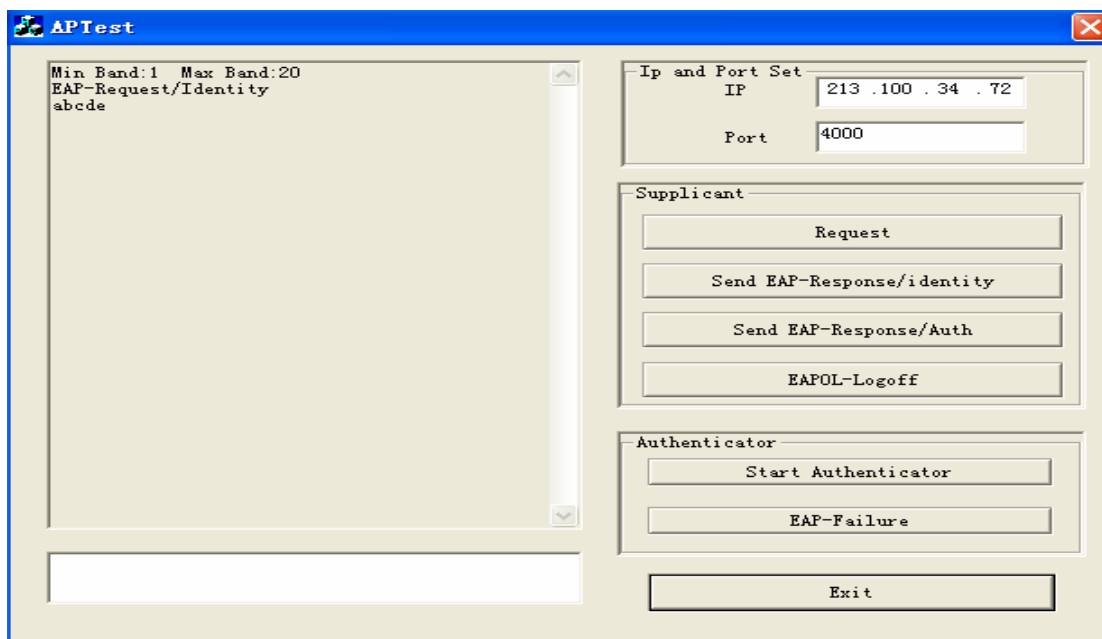 APTest
Min Band:1  Max Band:20
EAP-Request/Identity
abcde
Ip and Port Set
IP 213 .100 . 34 . 72
Port 4000
Supplicant
Request
Send EAP-Response/identity
Send EAP-Response/Auth
EAPOL-Logoff
Authenticator
Start Authenticator
EAP-Failure
Exit